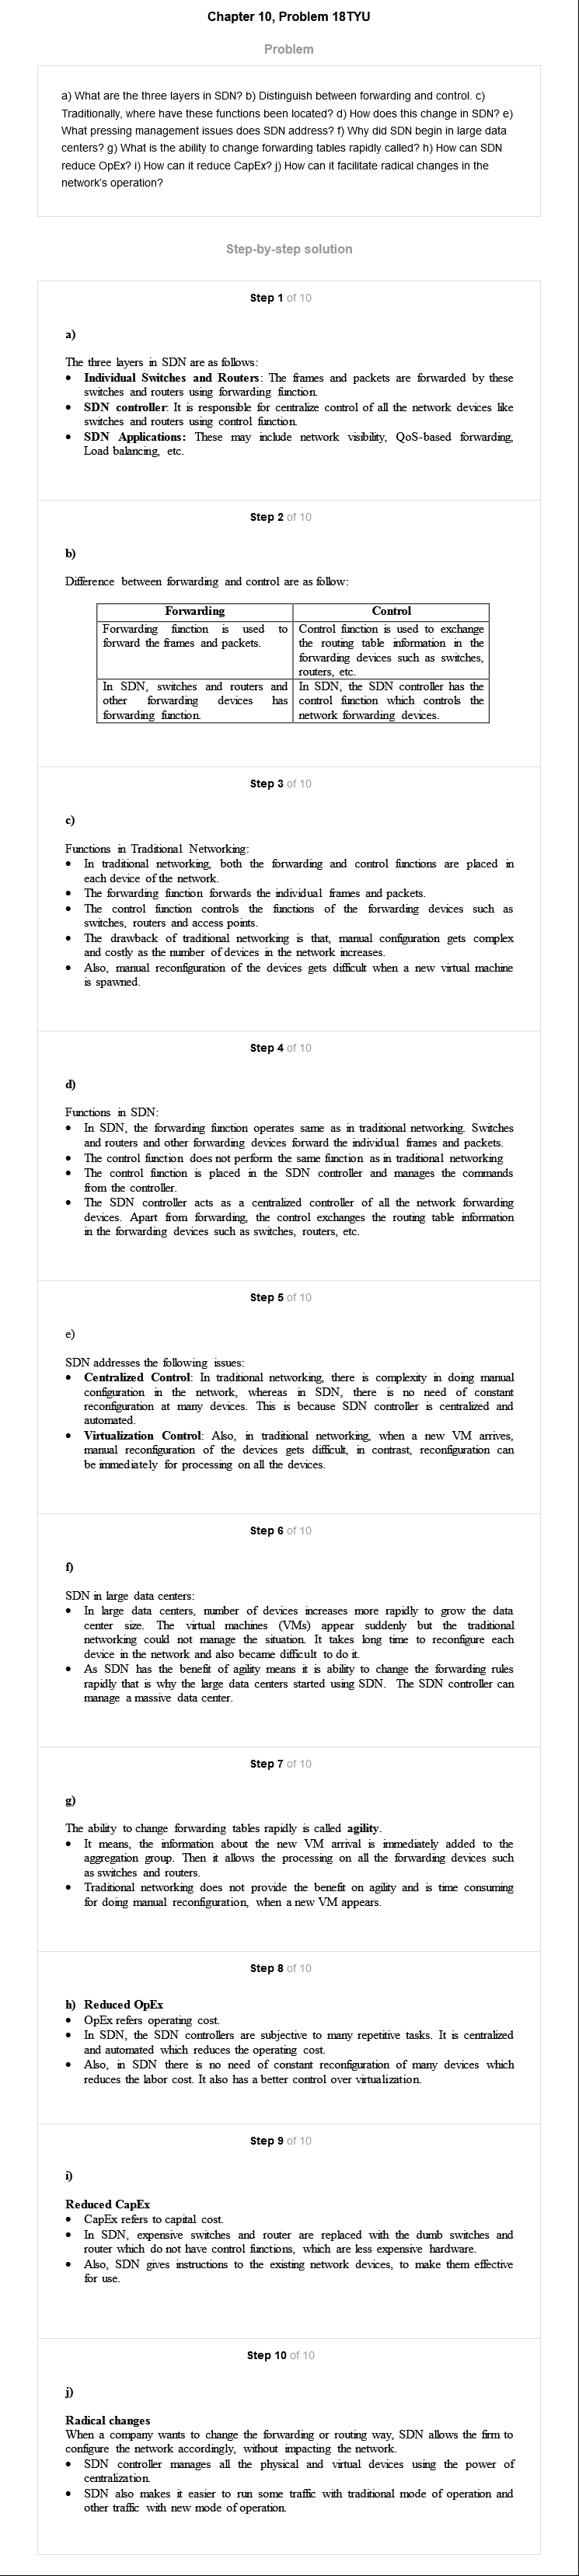 Chapter 10, Problem 18TYU
Problem
a) What are the three layers in SDN? b) Distinguish between forwarding and control. c)
Traditionally, where have these functions been located? d) How does this change in SDN? e)
What pressing management issues does SDN address? f) Why did SDN begin in large data
centers? g) What is the ability to change forwarding tables rapidly called? h) How can SDN
reduce OpEx? i) How can it reduce CapEx? j) How can it facilitate radical changes in the
network's operation?
Step-by-step solution
Step 1 of 10
a)
The three layers in SDN are as follows:
• Individual Switches and Routers: The frames and packets are forwarded by these
switches and routers using forwarding function.
• SDN controller: It is responsible for centralize control of all the network devices like
switches and routers using control function.
• SDN Applications: These may include network visibility, QoS-based forwarding,
Load balancing, etc.
Step 2 of 10
b)
Difference between forwarding and control are as follow:
Forwarding Control
Forwarding function is used to Control function is used to exchange
forward the frames and packets. the routing table information in the
forwarding devices such as switches,
routers, etc.
In SDN, switches and routers and In SDN, the SDN controller has the
other forwarding devices has control function which controls the
forwarding function. network forwarding devices.
Step 3 of 10
c)
Functions in Traditional Networking:
• In traditional networking, both the forwarding and control functions are placed in
each device of the network.
• The forwarding function forwards the individual frames and packets.
• The control function controls the functions of the forwarding devices such as
switches, routers and access points.
• The drawback of traditional networking is that, manual configuration gets complex
and costly as the number of devices in the network increases.
• Also, manual reconfiguration of the devices gets difficult when a new virtual machine
is spawned.
Step 4 of 10
d)
Functions in SDN:
• In SDN, the forwarding function operates same as in traditional networking. Switches
and routers and other forwarding devices forward the individual frames and packets.
• The control function does not perform the same function as in traditional networking
• The control function is placed in the SDN controller and manages the commands
from the controller.
• The SDN controller acts as a centralized controller of all the network forwarding
devices. Apart from forwarding, the control exchanges the routing table information
in the forwarding devices such as switches, routers, etc.
Step 5 of 10
e)
SDN addresses the following issues:
• Centralized Control: In traditional networking, there is complexity in doing manual
configuration in the network, whereas in SDN, there is no need of constant
reconfiguration at many devices. This is because SDN controller is centralized and
automated.
• Virtualization Control: Also, in traditional networking, when a new VM arrives,
manual reconfiguration of the devices gets difficult, in contrast, reconfiguration can
be immediately for processing on all the devices.
Step 6 of 10
f)
SDN in large data centers:
• In large data centers, number of devices increases more rapidly to grow the data
center size. The virtual machines (VMs) appear suddenly but the traditional
networking could not manage the situation. It takes long time to reconfigure each
device in the network and also became difficult to do it.
• As SDN has the benefit of agility means it is ability to change the forwarding rules
rapidly that is why the large data centers started using SDN. The SDN controller can
manage a massive data center.
Step 7 of 10
g)
The ability to change forwarding tables rapidly is called agility.
• It means, the information about the new VM arrival is immediately added to the
aggregation group. Then it allows the processing on all the forwarding devices such
as switches and routers.
• Traditional networking does not provide the benefit on agility and is time consuming
for doing manual reconfiguration, when a new VM appears.
Step 8 of 10
h) Reduced OpEx
• OpEx refers operating cost.
• In SDN, the SDN controllers are subjective to many repetitive tasks. It is centralized
and automated which reduces the operating cost.
• Also, in SDN there is no need of constant reconfiguration of many devices which
reduces the labor cost. It also has a better control over virtualization.
Step 9 of 10
i)
Reduced CapEx
• CapEx refers to capital cost.
• In SDN, expensive switches and router are replaced with the dumb switches and
router which do not have control functions, which are less expensive hardware.
• Also, SDN gives instructions to the existing network devices, to make them effective
for use.
Step 10 of 10
j)
Radical changes
When a company wants to change the forwarding or routing way, SDN allows the firm to
configure the network accordingly, without impacting the network.
• SDN controller manages all the physical and virtual devices using the power of
centralization.
• SDN also makes it easier to run some traffic with traditional mode of operation and
other traffic with new mode of operation.